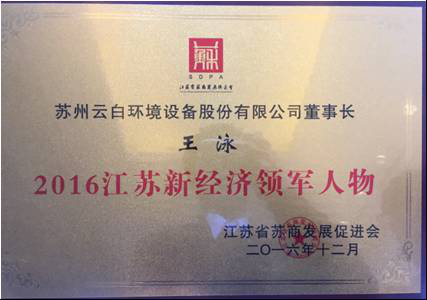 SDPA
苏州云白环境设备股份有限公司董事长
王泳
2016江苏新经济领军人物
江苏省苏商发展促进会
二〇一六年十二月